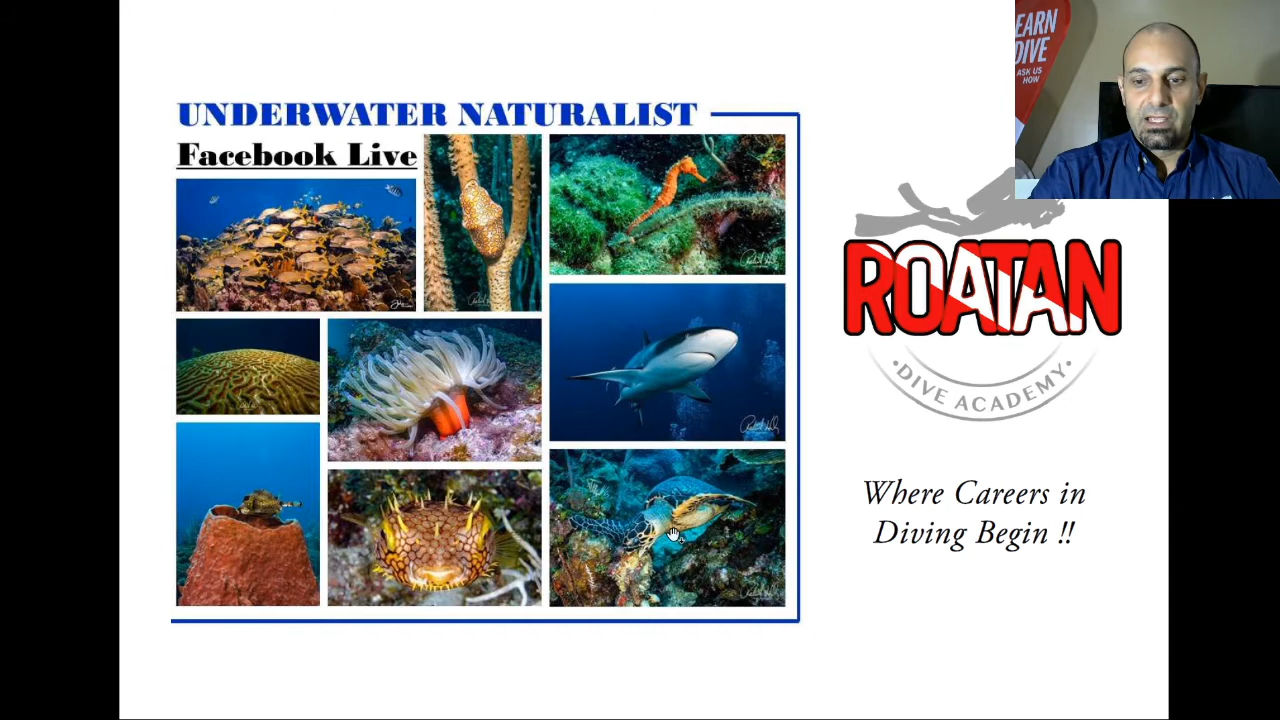 UNDERWATER NATURALIST
Facebook Live
EARN
DIVE
ASK US
HOW
ROATAN
•DIVE ACADEMY•
Where Careers in
Diving Begin !!